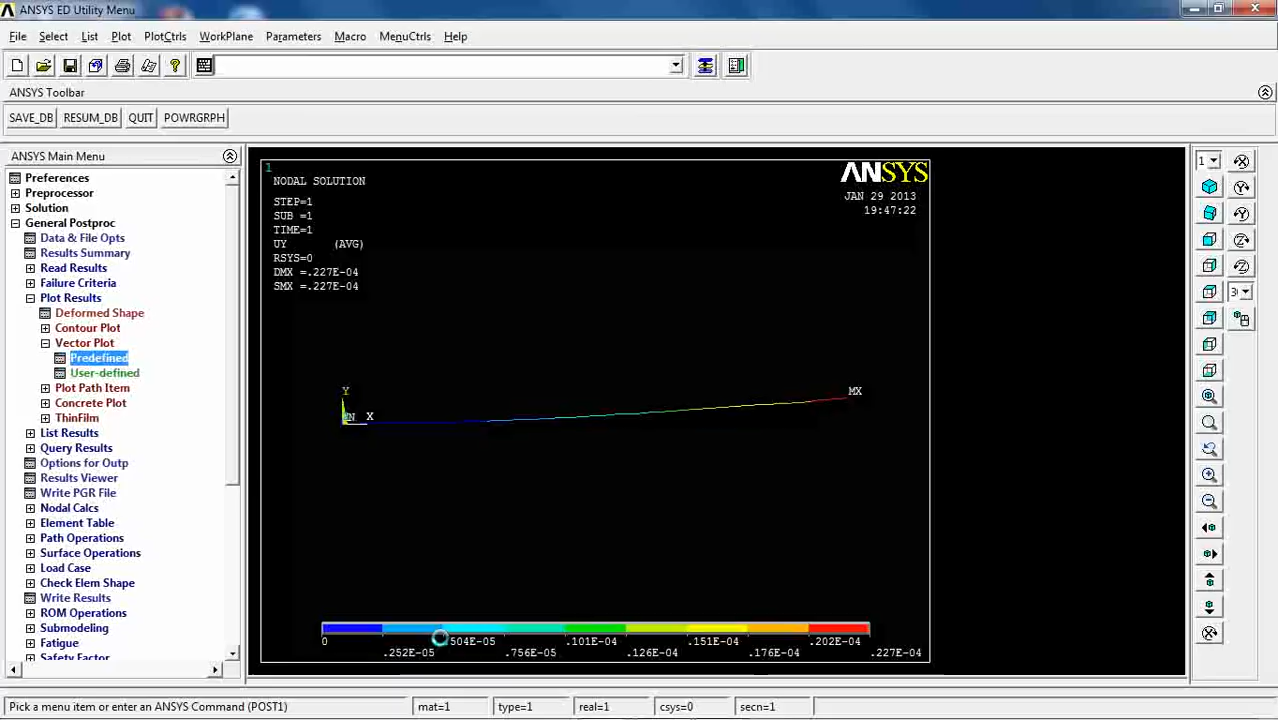 ANSYS ED Utility Menu
File Select List Plot PlotCtrls WorkPlane Parameters Macro MenuCtrls Help
ANSYS Toolbar
SAVE_DB RESUM_DB QUIT POWRGRPH
ANSYS Main Menu
Preferences
Preprocessor
Solution
General Postproc
Data & File Opts
Results Summary
Read Results
Failure Criteria
Plot Results
Deformed Shape
Contour Plot
Vector Plot
Predefined
User-defined
Plot Path Item
Concrete Plot
ThinFilm
List Results
Query Results
Options for Outp
Results Viewer
Write PGR File
Nodal Calcs
Element Table
Path Operations
Surface Operations
Load Case
Check Elem Shape
Write Results
ROM Operations
Submodeling
Fatigue
Safety Factor
1
NODAL SOLUTION
STEP=1
SUB =1
TIME=1
UY (AVG)
RSYS=0
DMX =.227E-04
SMX =.227E-04
ANSYS
JAN 29 2013
19:47:22
Y
X
MX
0 .504E-05 .101E-04 .151E-04 .202E-04
.252E-05 .756E-05 .126E-04 .176E-04 .227E-04
1
Pick a menu item or enter an ANSYS Command (POST1) mat=1 type=1 real=1 csys=0 secn=1